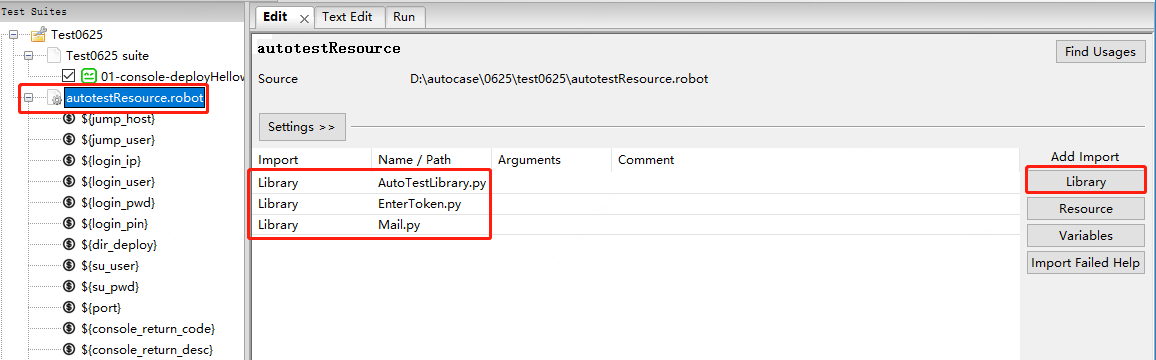 Test Suites
Test0625
Test0625 suite
01-console-deployHellow
autotestResource.robot
${jump_host}
${jump_user}
${login_ip}
${login_user}
${login_pwd}
${login_pin}
${dir_deploy}
${su_user}
${su_pwd}
${port}
${console_return_code}
${console_return_desc}
Edit Text Edit Run
autotestResource
Find Usages
Source D:\autocase\0625\test0625\autotestResource.robot
Settings >>
Import Name / Path Arguments Comment
Library AutoTestLibrary.py
Library EnterToken.py
Library Mail.py
Add Import
Library
Resource
Variables
Import Failed Help